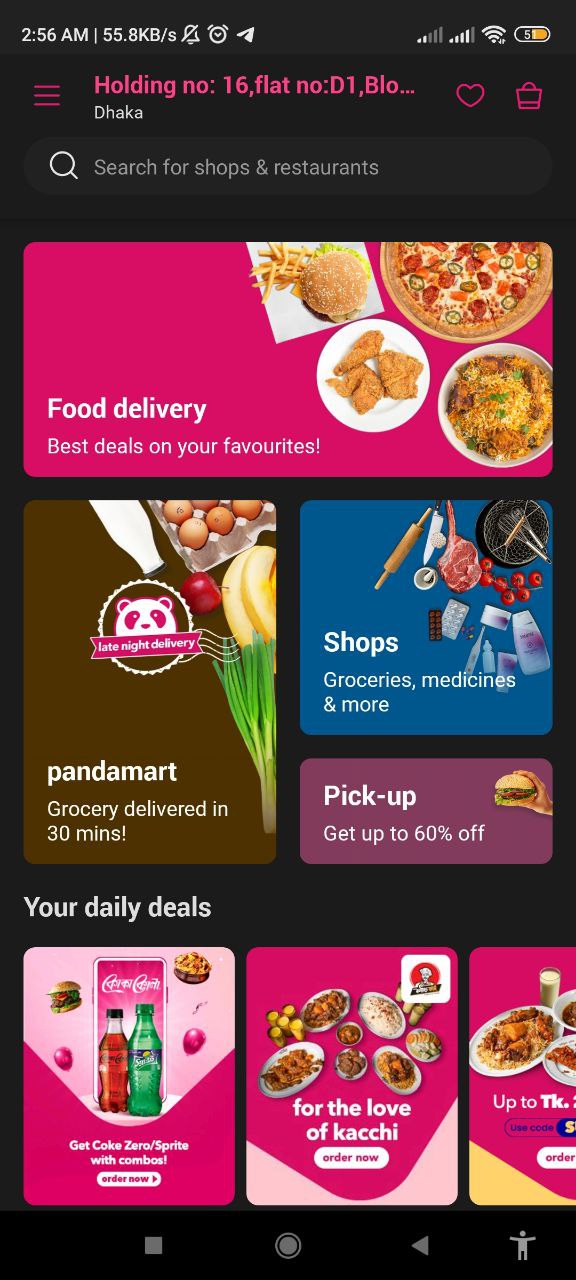 2:56 AM | 55.8KB/s
51
Holding no: 16,flat no:D1,Blo...
Dhaka
Search for shops & restaurants
Food delivery
Best deals on your favourites!
late night delivery
pandamart
Grocery delivered in
30 mins!
Shops
Groceries, medicines
& more
Pick-up
Get up to 60% off
Your daily deals
Sprite
Get Coke Zero/Sprite
with combos!
order now
for the love
of kacchi
order now
Up to Tk.
Use code
order